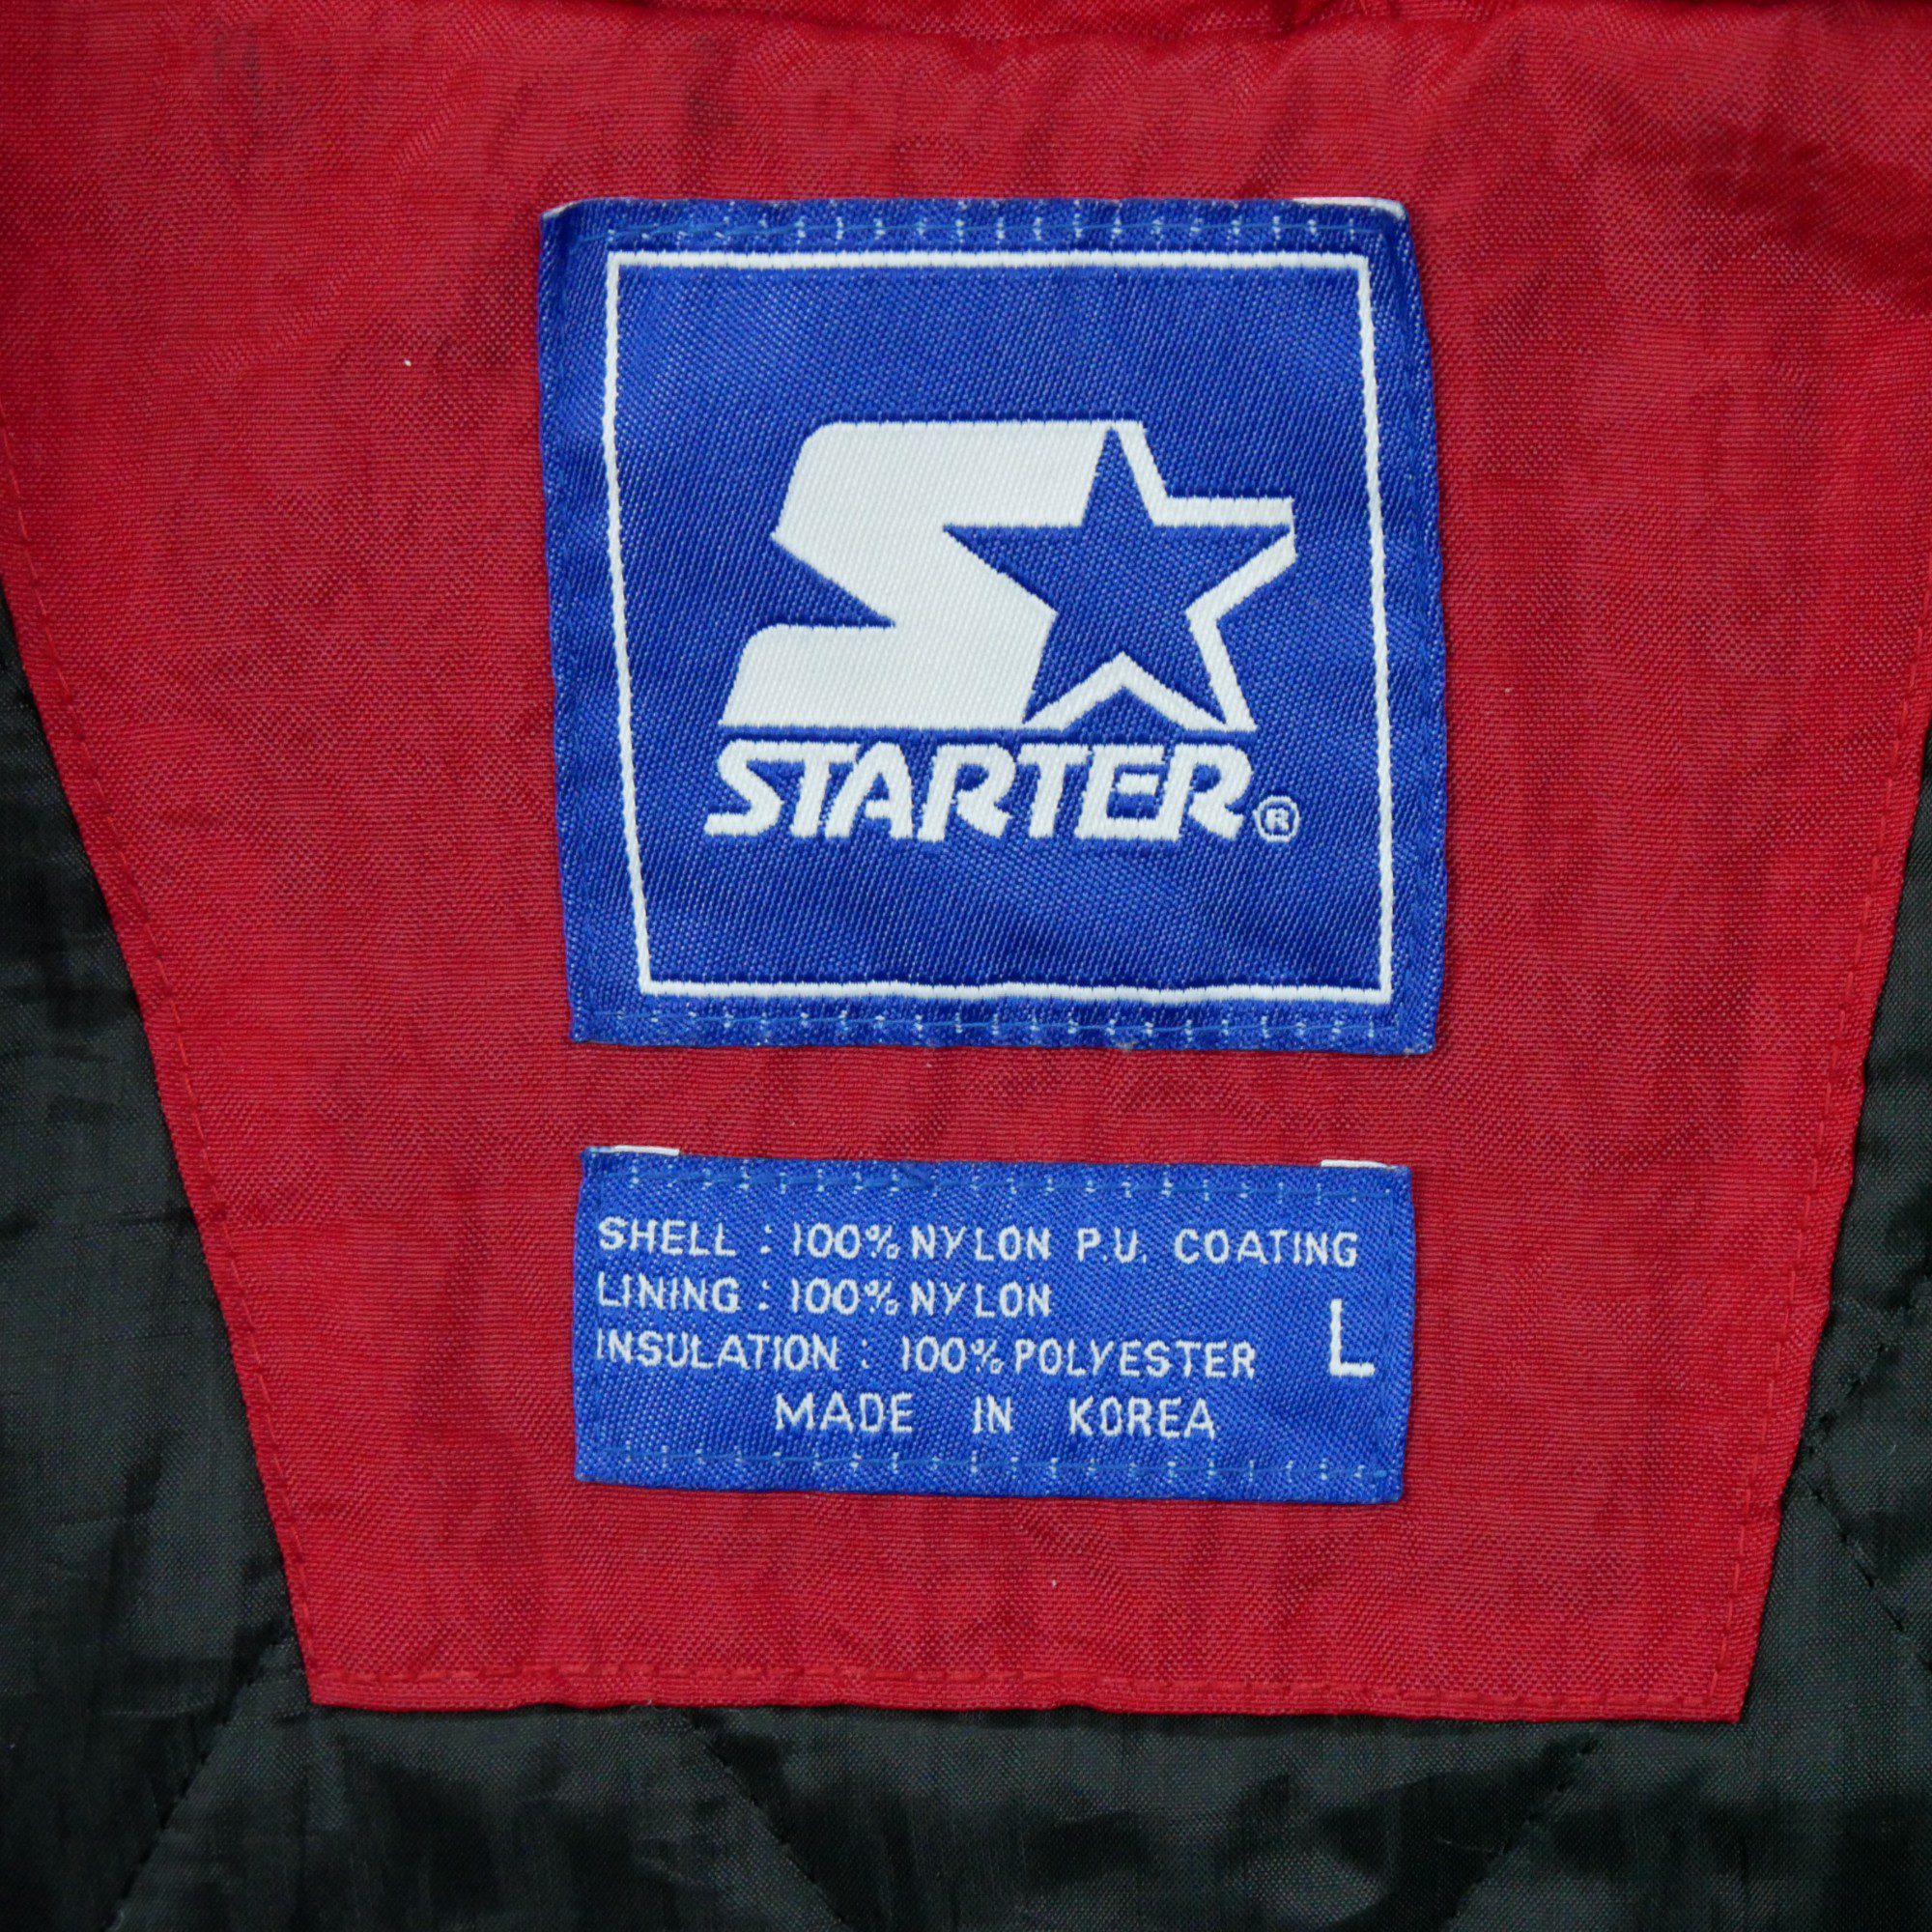 STARTER®
SHELL : 100% NYLON P.U. COATING
LINING : 100% NYLON
INSULATION : 100% POLYESTER L
MADE IN KOREA